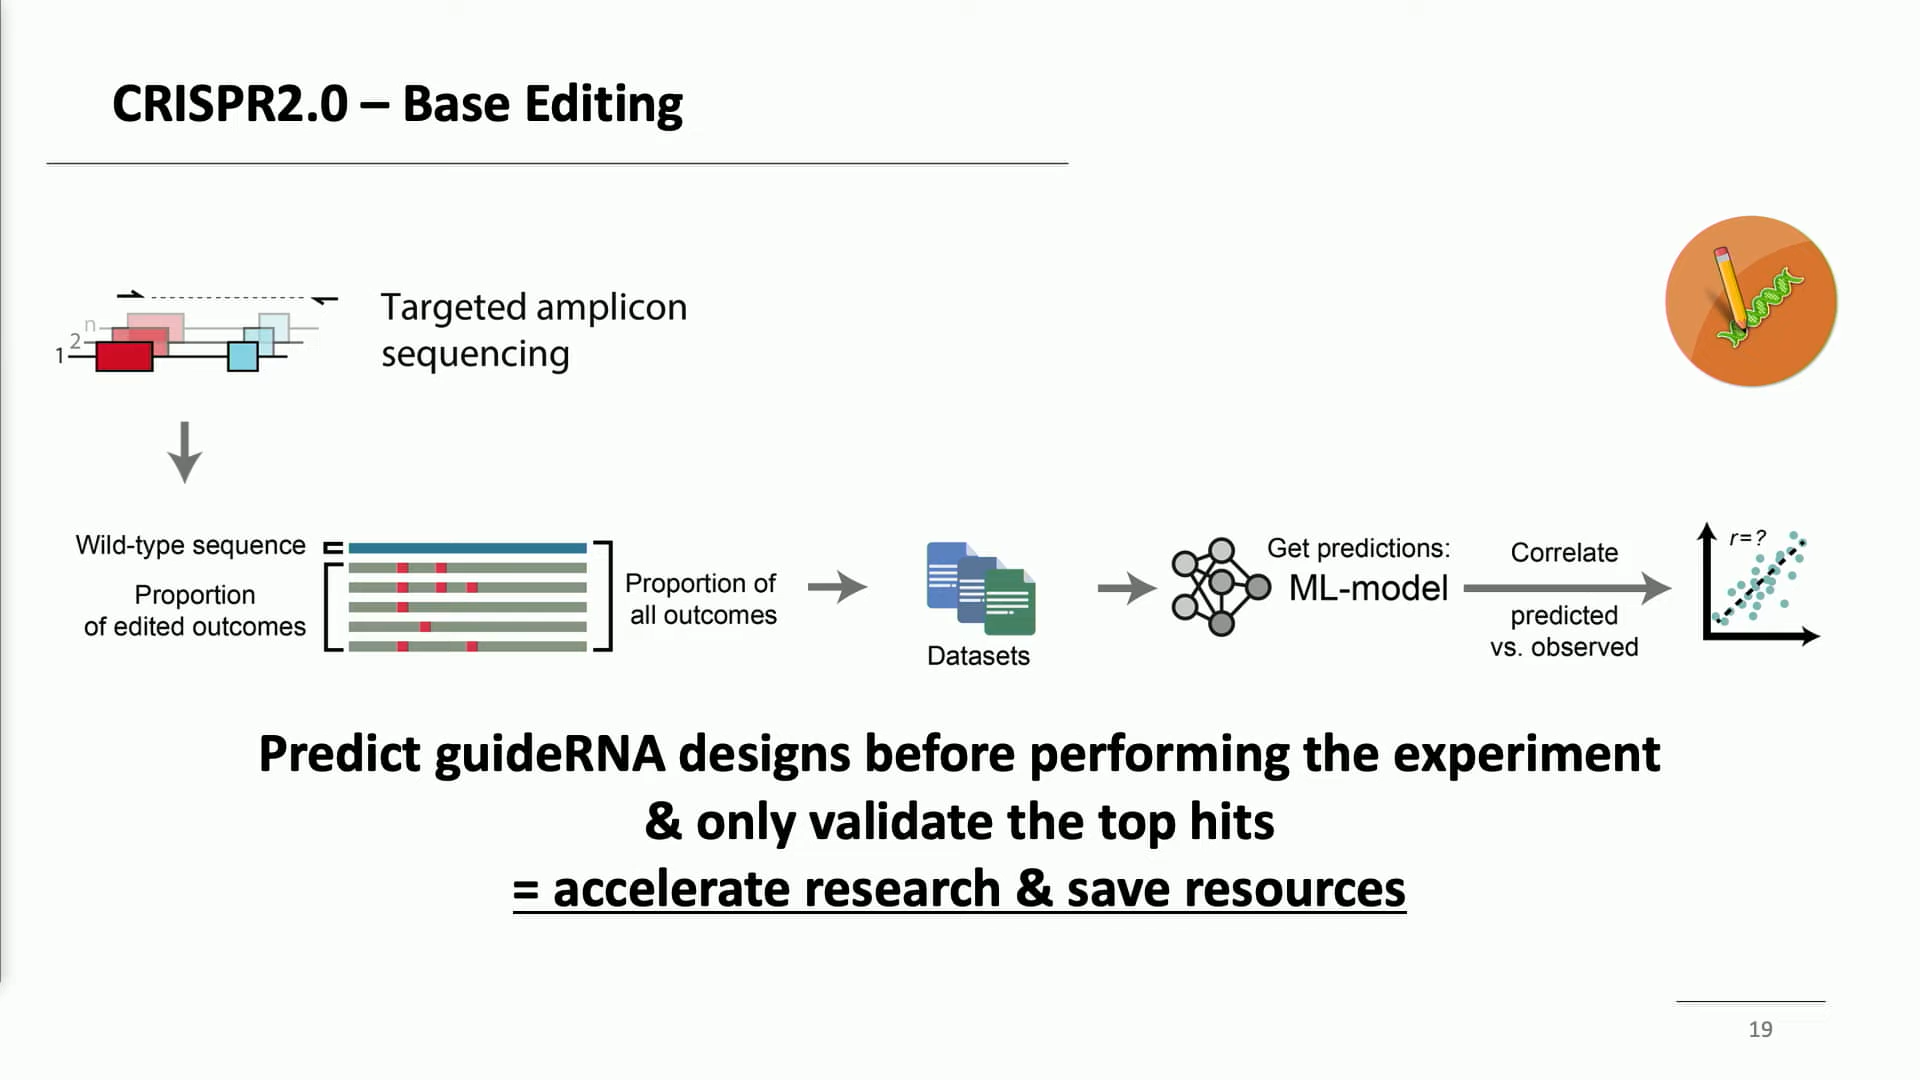 CRISPR2.0 – Base Editing
Targeted amplicon
sequencing
n
2
1
Wild-type sequence
Proportion
of edited outcomes
Proportion of
all outcomes
Datasets
Get predictions:
ML-model
Correlate
predicted
vs. observed
r=?
Predict guideRNA designs before performing the experiment
& only validate the top hits
= accelerate research & save resources
19